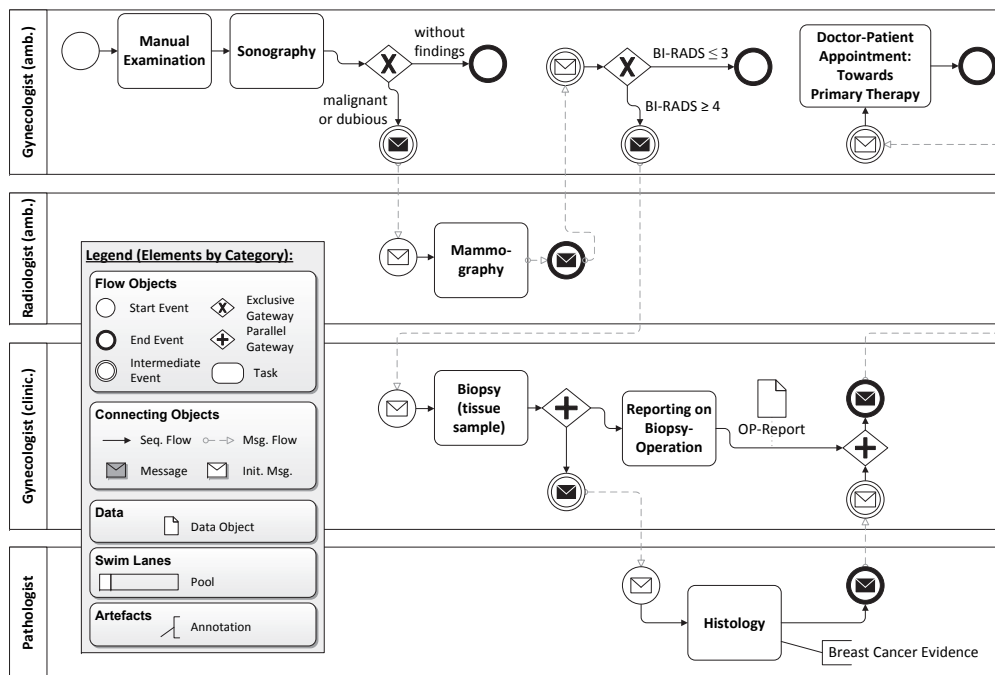 Gynecologist (amb.)
Manual
Examination
Sonography
X
without
findings
malignant
or dubious
X
BI-RADS ≤ 3
BI-RADS ≥ 4
Doctor-Patient
Appointment:
Towards
Primary Therapy
Radiologist (amb.)
Mammo-
graphy
Legend (Elements by Category):
Flow Objects
Start Event
X
Exclusive
Gateway
End Event
Parallel
Gateway
Intermediate
Event
Task
Connecting Objects
Seq. Flow
Msg. Flow
Message
Init. Msg.
Data
Data Object
Swim Lanes
Pool
Artefacts
Annotation
Gynecologist (clinic.)
Biopsy
(tissue
sample)
Reporting on
Biopsy-
Operation
OP-Report
Pathologist
Histology
Breast Cancer Evidence